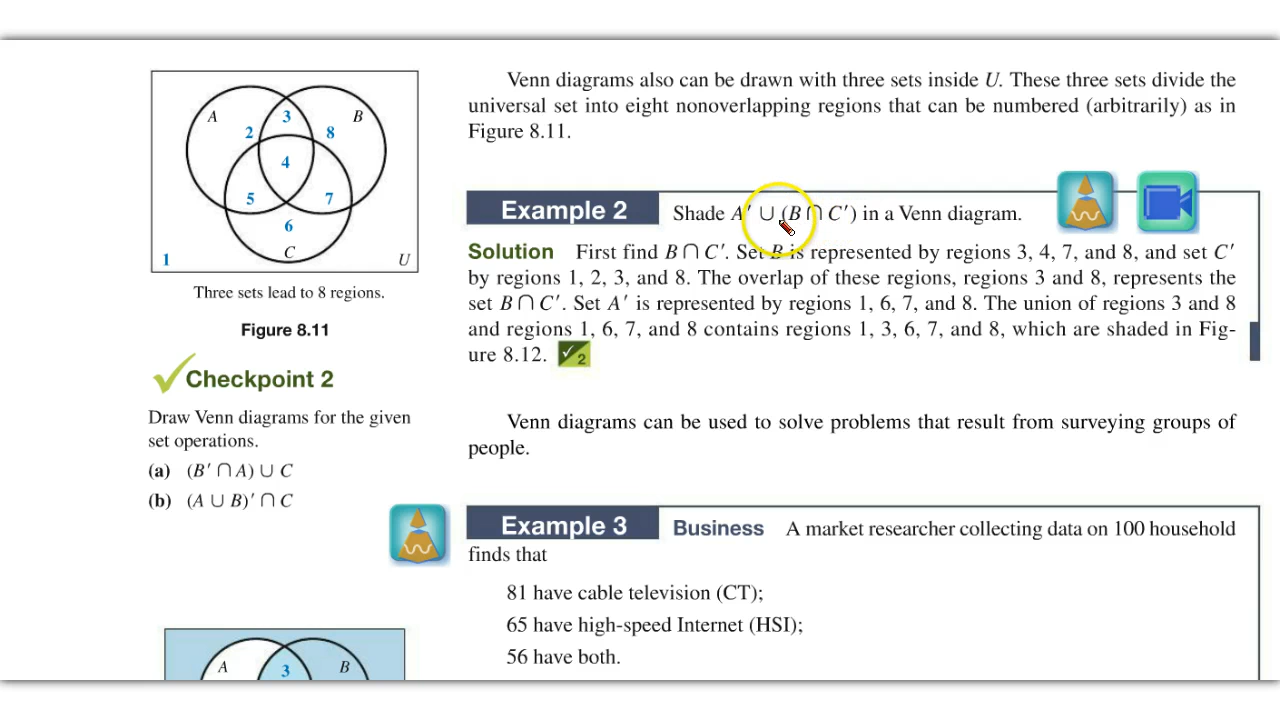 A
3
B
2
8
4
5
7
6
C
1
U
Three sets lead to 8 regions.
Figure 8.11
Checkpoint 2
Draw Venn diagrams for the given
set operations.
(a) (B′ ∩ A) ∪ C
(b) (A ∪ B)′ ∩ C
A
3
B
Venn diagrams also can be drawn with three sets inside U. These three sets divide the
universal set into eight nonoverlapping regions that can be numbered (arbitrarily) as in
Figure 8.11.
Example 2 Shade A′ ∪ (B ∩ C′) in a Venn diagram.
Solution First find B ∩ C′. Set B is represented by regions 3, 4, 7, and 8, and set C′
by regions 1, 2, 3, and 8. The overlap of these regions, regions 3 and 8, represents the
set B ∩ C′. Set A′ is represented by regions 1, 6, 7, and 8. The union of regions 3 and 8
and regions 1, 6, 7, and 8 contains regions 1, 3, 6, 7, and 8, which are shaded in Fig-
ure 8.12. 2
Venn diagrams can be used to solve problems that result from surveying groups of
people.
Example 3 Business A market researcher collecting data on 100 household
finds that
81 have cable television (CT);
65 have high-speed Internet (HSI);
56 have both.